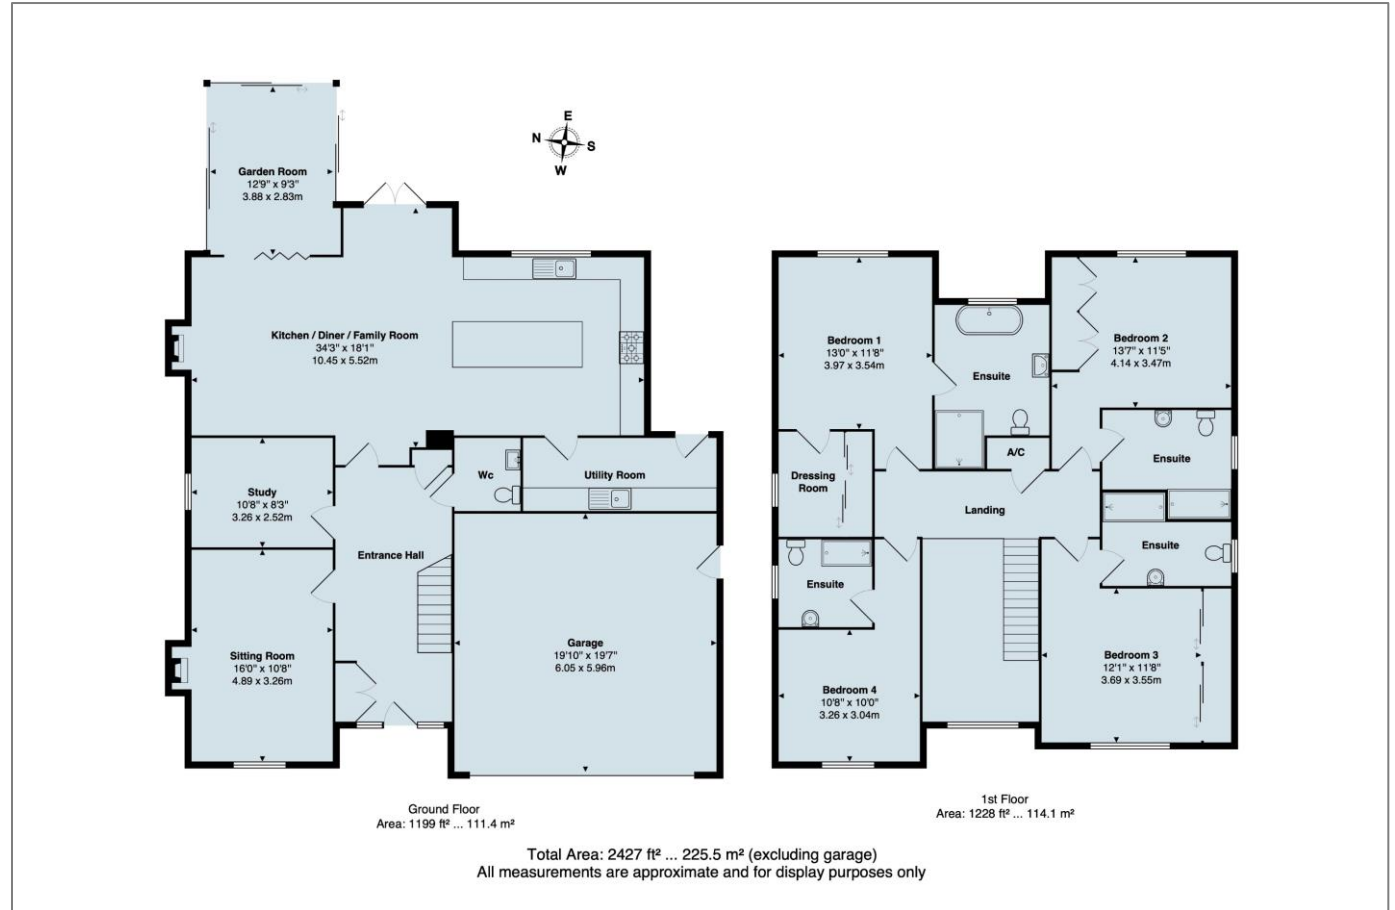 E
N
S
W
Garden Room
12'9" x 9'3"
3.88 x 2.83m
Kitchen / Diner / Family Room
34'3" x 18'1"
10.45 x 5.52m
Study
10'8" x 8'3"
3.26 x 2.52m
Wc
Utility Room
Entrance Hall
Sitting Room
16'0" x 10'8"
4.89 x 3.26m
Garage
19'10" x 19'7"
6.05 x 5.96m
Ground Floor
Area: 1199 ft² ... 111.4 m²
Bedroom 1
13'0" x 11'8"
3.97 x 3.54m
Ensuite
Bedroom 2
13'7" x 11'5"
4.14 x 3.47m
A/C
Dressing
Room
Ensuite
Landing
Ensuite
Ensuite
Bedroom 3
12'1" x 11'8"
3.69 x 3.55m
Bedroom 4
10'8" x 10'0"
3.26 x 3.04m
1st Floor
Area: 1228 ft² ... 114.1 m²
Total Area: 2427 ft² ... 225.5 m² (excluding garage)
All measurements are approximate and for display purposes only